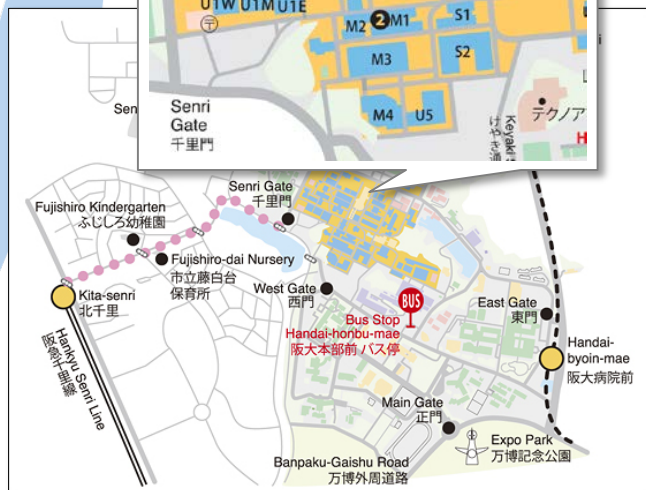 U1W U1M U1E
〒
M2
2
M1
S1
M3
S2
M4
U5
Senri
Gate
千里門
テクノア
Keyaki
けやき通
H
Sen
i
Senri Gate
千里門
Fujishiro Kindergarten
ふじしろ幼稚園
Fujishiro-dai Nursery
市立藤白台
保育所
Kita-senri
北千里
Hankyu Senri Line
阪急千里線
West Gate
西門
BUS
Bus Stop
Handai-honbu-mae
阪大本部前 バス停
East Gate
東門
Handai-
byoin-mae
阪大病院前
Main Gate
正門
Expo Park
万博記念公園
Banpaku-Gaishu Road
万博外周道路